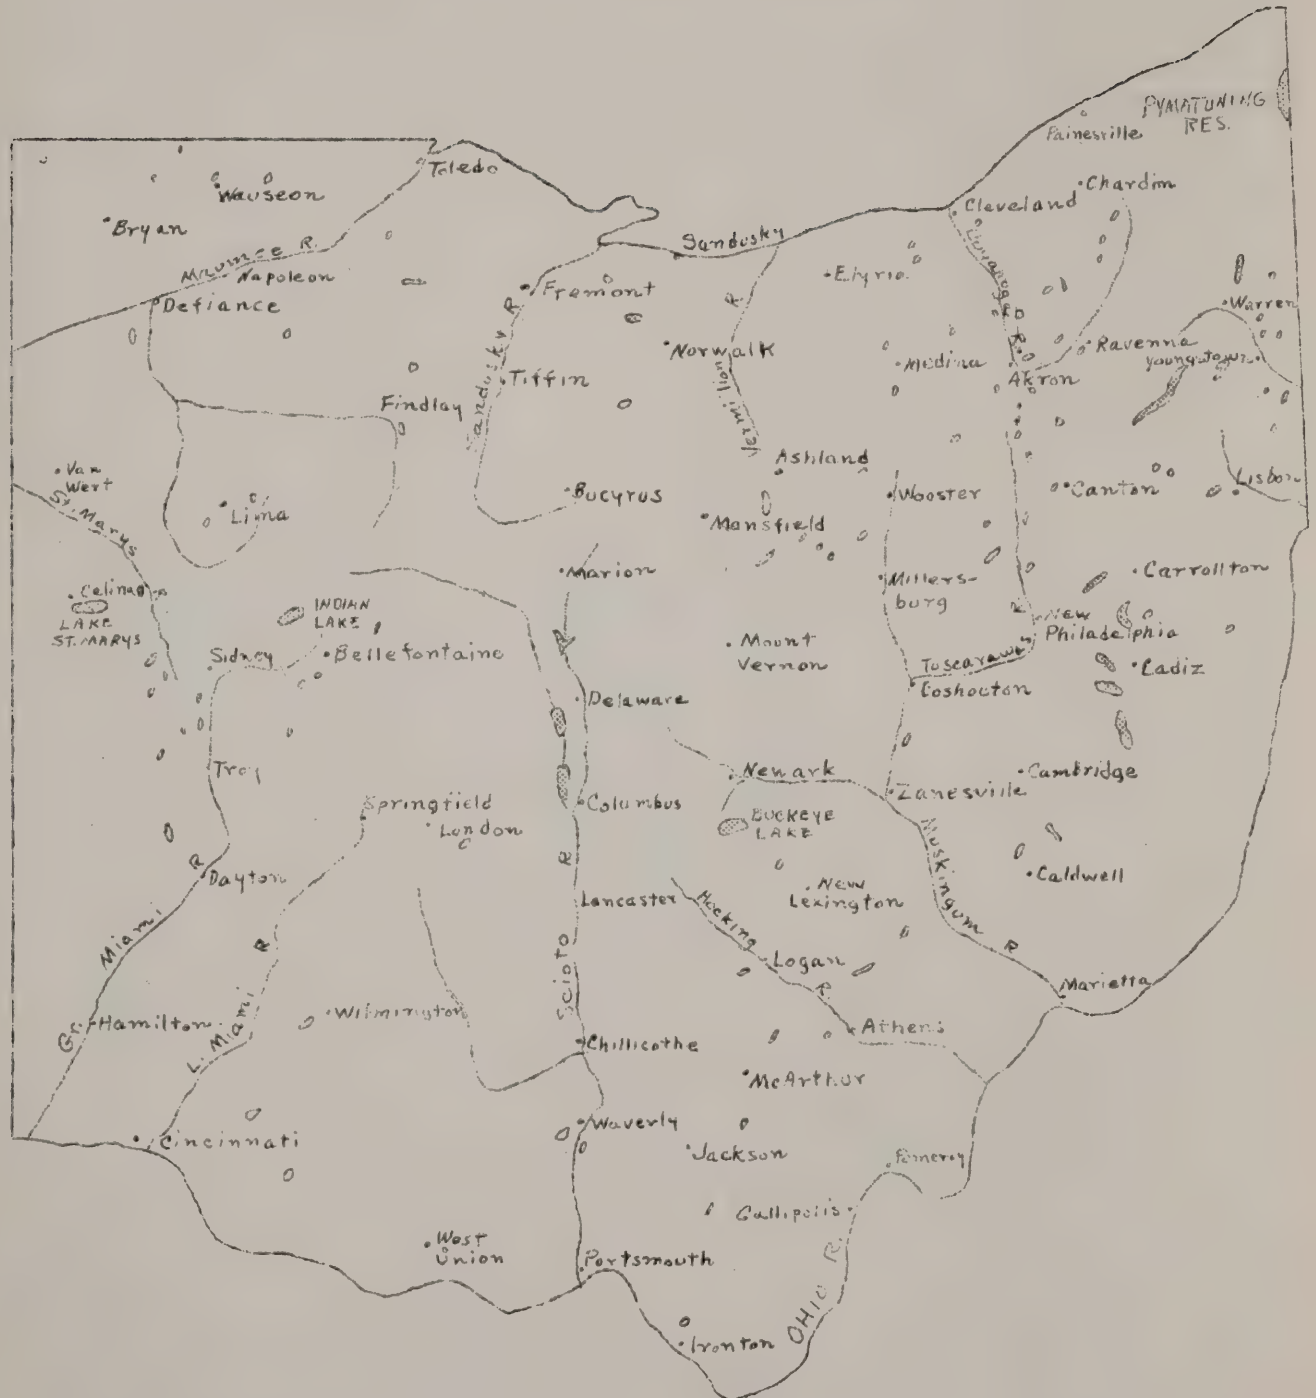 PYMATUNING
RES.
Painesville
Toledo
Chardin
Wauseon
Cleveland
Bryan
Sandusky
Maumee R.
Napoleon
Elyria
Cuyahoga R.
Fremont
Defiance
Warren
Sandusky R
Norwalk
Medina
Ravenna
Youngstown
Tiffin
Akron
Vermilion
R
Findlay
Ashland
Van
Wert
St. Marys
Bucyrus
Wooster
Canton
Lisbon
Lima
Mansfield
Marion
Carrollton
Celina
Millers-
burg
LAKE
ST. MARYS
INDIAN
LAKE
New
Philadelphia
Mount
Vernon
Sidney
Bellefontaine
Tuscarawas
R
Cadiz
Coshocton
Delaware
Troy
Newark
Cambridge
Springfield
Columbus
Zanesville
London
BUCKEYE
LAKE
Muskingum R
Dayton
Caldwell
Lancaster
New
Lexington
Gr. Miami R
Hocking R.
Scioto R
Logan
L. Miami R
Marietta
Hamilton
Wilmington
Athens
Chillicothe
McArthur
Waverly
Cincinnati
Jackson
Pomeroy
Gallipolis
West
Union
Portsmouth
OHIO R.
Ironton